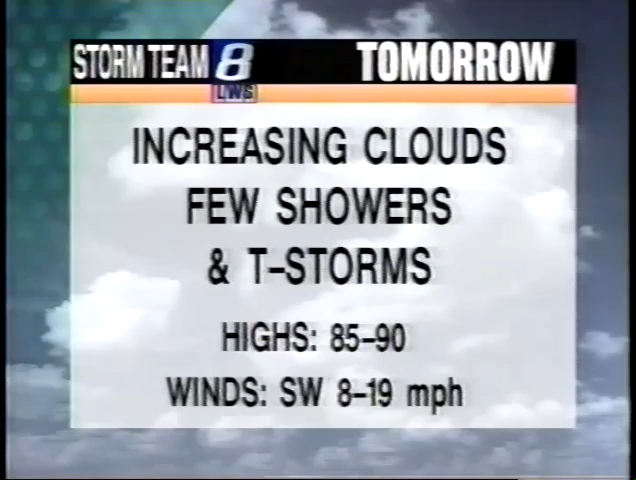 STORM TEAM 8 TOMORROW
LWS
INCREASING CLOUDS
FEW SHOWERS
& T-STORMS
HIGHS: 85-90
WINDS: SW 8-19 mph